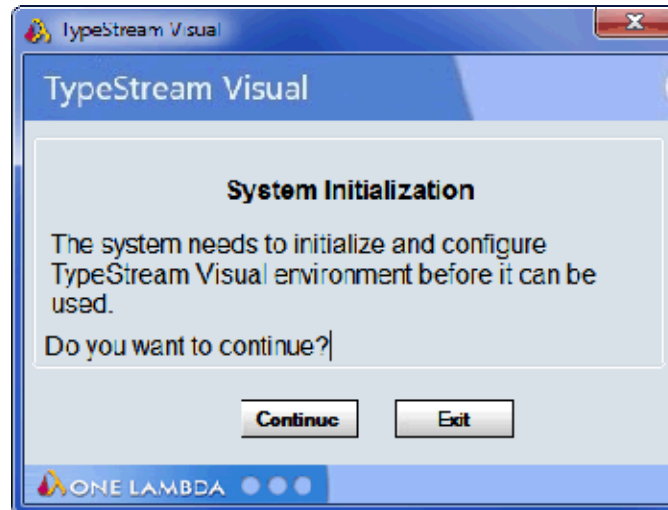 TypeStream Visual
TypeStream Visual
System Initialization
The system needs to initialize and configure
TypeStream Visual environment before it can be
used.
Do you want to continue?
Continue
Exit
ONE LAMBDA